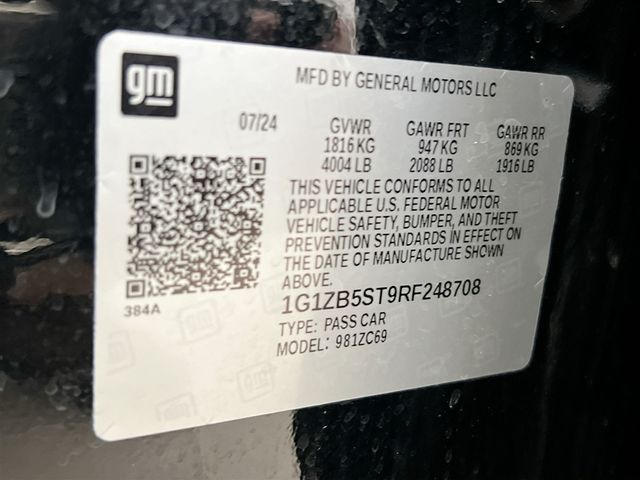 gm
MFD BY GENERAL MOTORS LLC
07/24 GVWR GAWR FRT GAWR RR
1816 KG 947 KG 869 KG
4004 LB 2088 LB 1916 LB
THIS VEHICLE CONFORMS TO ALL
APPLICABLE U.S. FEDERAL MOTOR
VEHICLE SAFETY, BUMPER, AND THEFT
PREVENTION STANDARDS IN EFFECT ON
THE DATE OF MANUFACTURE SHOWN
ABOVE.
384A
1G1ZB5ST9RF248708
TYPE: PASS CAR
MODEL: 981ZC69